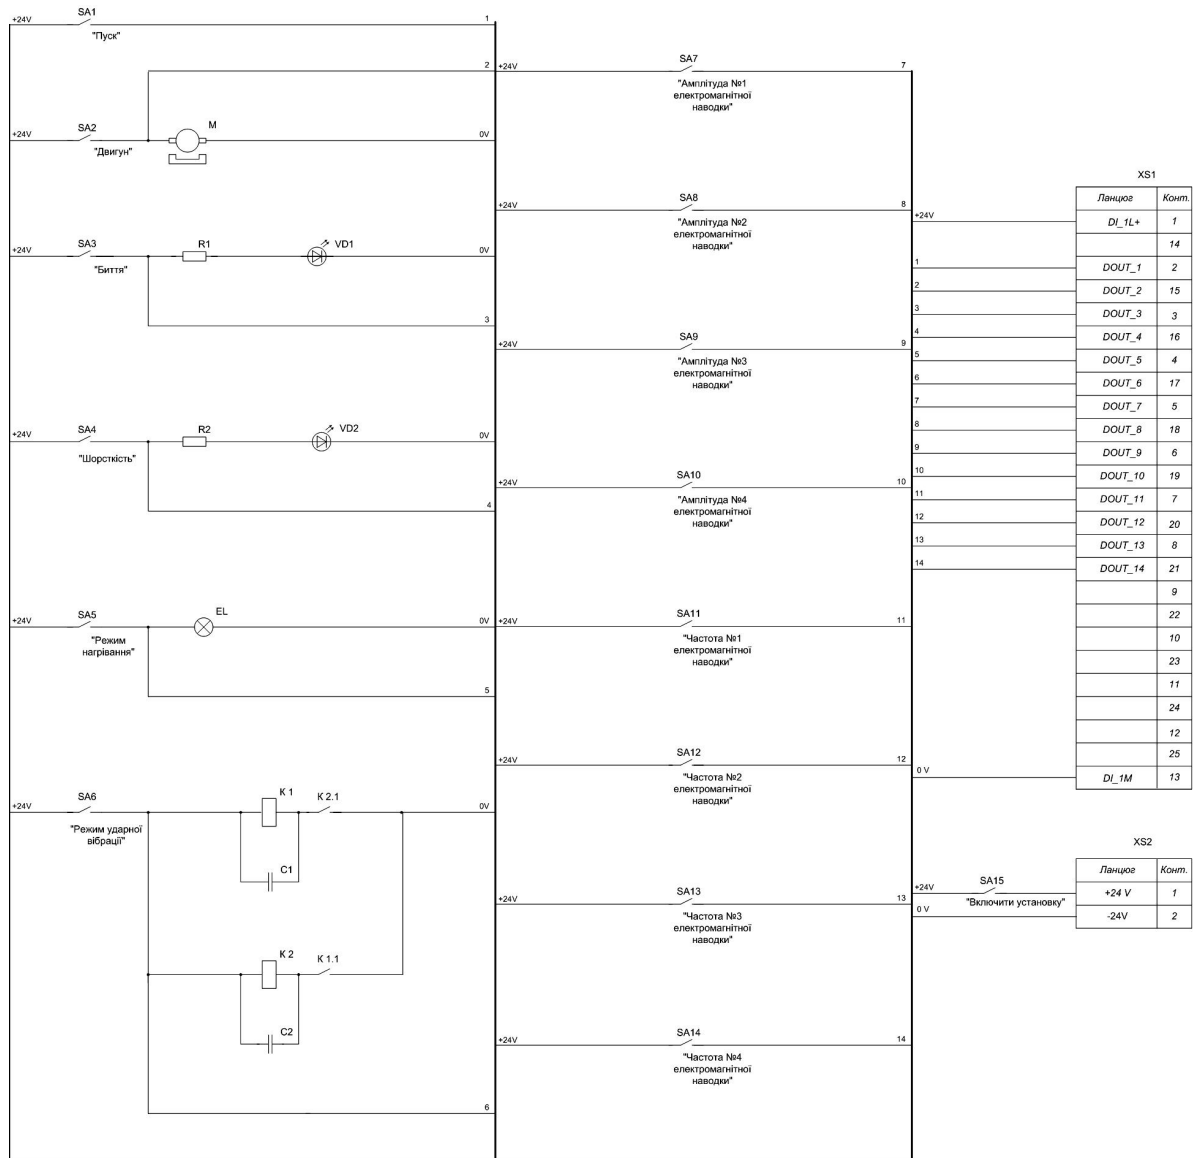 +24V
SA1
1
"Пуск"
2
+24V
SA2
M
0V
"Двигун"
+24V
SA3
R1
VD1
0V
"Биття"
3
+24V
SA4
R2
VD2
0V
"Шорсткість"
4
+24V
SA5
EL
0V
"Режим
нагрівання"
5
+24V
SA6
К 1
К 2.1
0V
"Режим ударної
вібрації"
C1
К 2
К 1.1
C2
6
+24V
SA7
7
"Амплітуда №1
електромагнітної
наводки"
+24V
SA8
8
"Амплітуда №2
електромагнітної
наводки"
+24V
SA9
9
"Амплітуда №3
електромагнітної
наводки"
+24V
SA10
10
"Амплітуда №4
електромагнітної
наводки"
+24V
SA11
11
"Частота №1
електромагнітної
наводки"
+24V
SA12
12
"Частота №2
електромагнітної
наводки"
+24V
SA13
13
"Частота №3
електромагнітної
наводки"
+24V
SA14
14
"Частота №4
електромагнітної
наводки"
XS1
Ланцюг Конт.
+24V DI_1L+ 1
14
1 DOUT_1 2
2 DOUT_2 15
3 DOUT_3 3
4 DOUT_4 16
5 DOUT_5 4
6 DOUT_6 17
7 DOUT_7 5
8 DOUT_8 18
9 DOUT_9 6
10 DOUT_10 19
11 DOUT_11 7
12 DOUT_12 20
13 DOUT_13 8
14 DOUT_14 21
9
22
10
23
11
24
12
25
0 V DI_1M 13
XS2
Ланцюг Конт.
+24V SA15 +24 V 1
"Включити установку"
0 V -24V 2